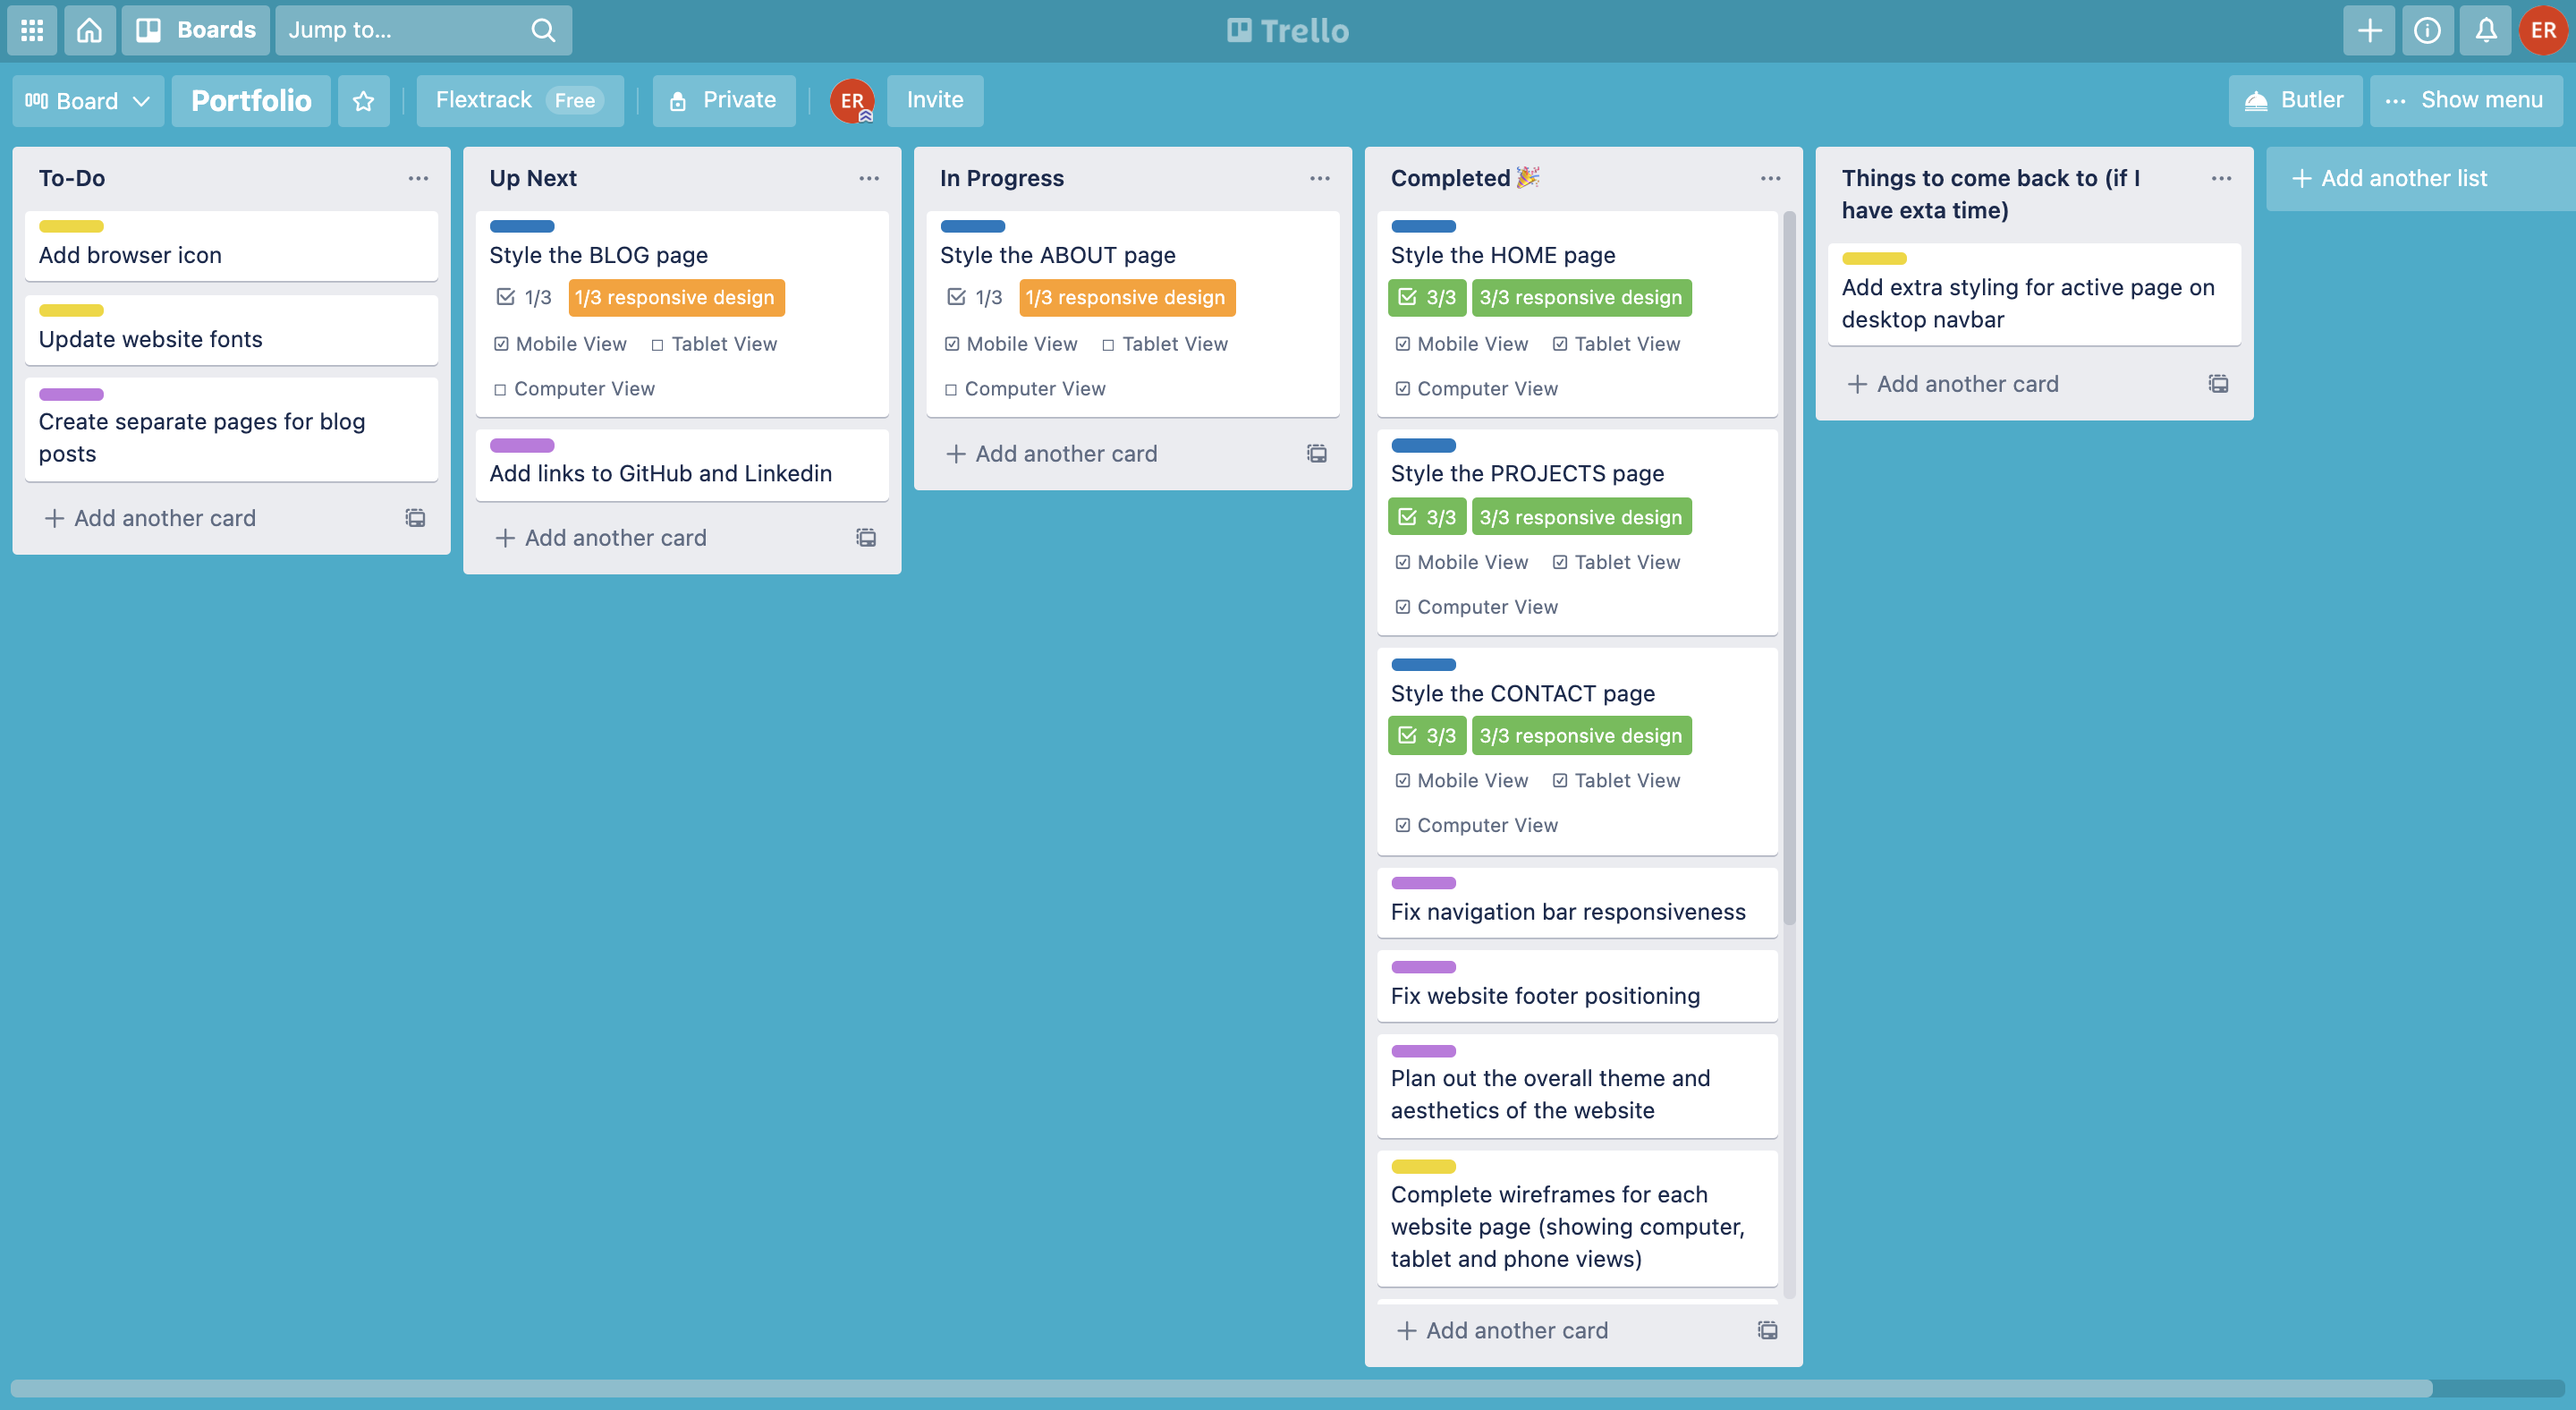 Boards
Jump to...
Trello
ER
Board
Portfolio
Flextrack Free
Private
ER
Invite
Butler
Show menu
To-Do
Add browser icon
Update website fonts
Create separate pages for blog
posts
Add another card
Up Next
Style the BLOG page
1/3 1/3 responsive design
Mobile View Tablet View
Computer View
Add links to GitHub and Linkedin
Add another card
In Progress
Style the ABOUT page
1/3 1/3 responsive design
Mobile View Tablet View
Computer View
Add another card
Completed
Style the HOME page
3/3 3/3 responsive design
Mobile View Tablet View
Computer View
Style the PROJECTS page
3/3 3/3 responsive design
Mobile View Tablet View
Computer View
Style the CONTACT page
3/3 3/3 responsive design
Mobile View Tablet View
Computer View
Fix navigation bar responsiveness
Fix website footer positioning
Plan out the overall theme and
aesthetics of the website
Complete wireframes for each
website page (showing computer,
tablet and phone views)
Add another card
Things to come back to (if I
have exta time)
Add extra styling for active page on
desktop navbar
Add another card
Add another list